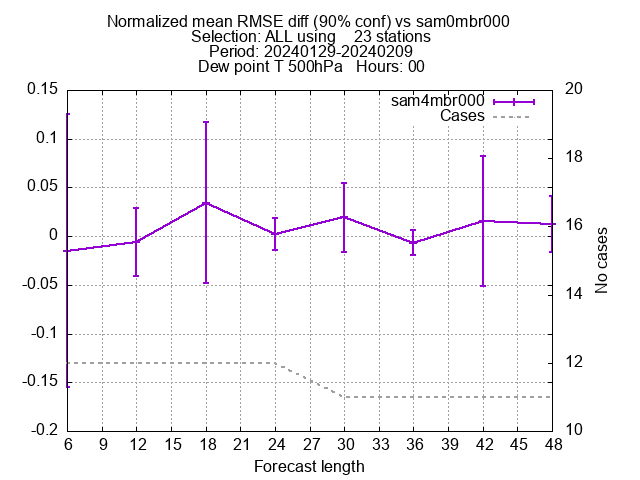 Normalized mean RMSE diff (90% conf) vs sam0mbr000
Selection: ALL using    23 stations
Period: 20240129-20240209
Dew point T 500hPa   Hours: 00
sam4mbr000
Cases
0.15
0.1
0.05
0
-0.05
-0.1
-0.15
-0.2
20
18
16
14
12
10
No cases
6 12 15 18 21 24 27 30 33 36 39 42 45 48
Forecast length